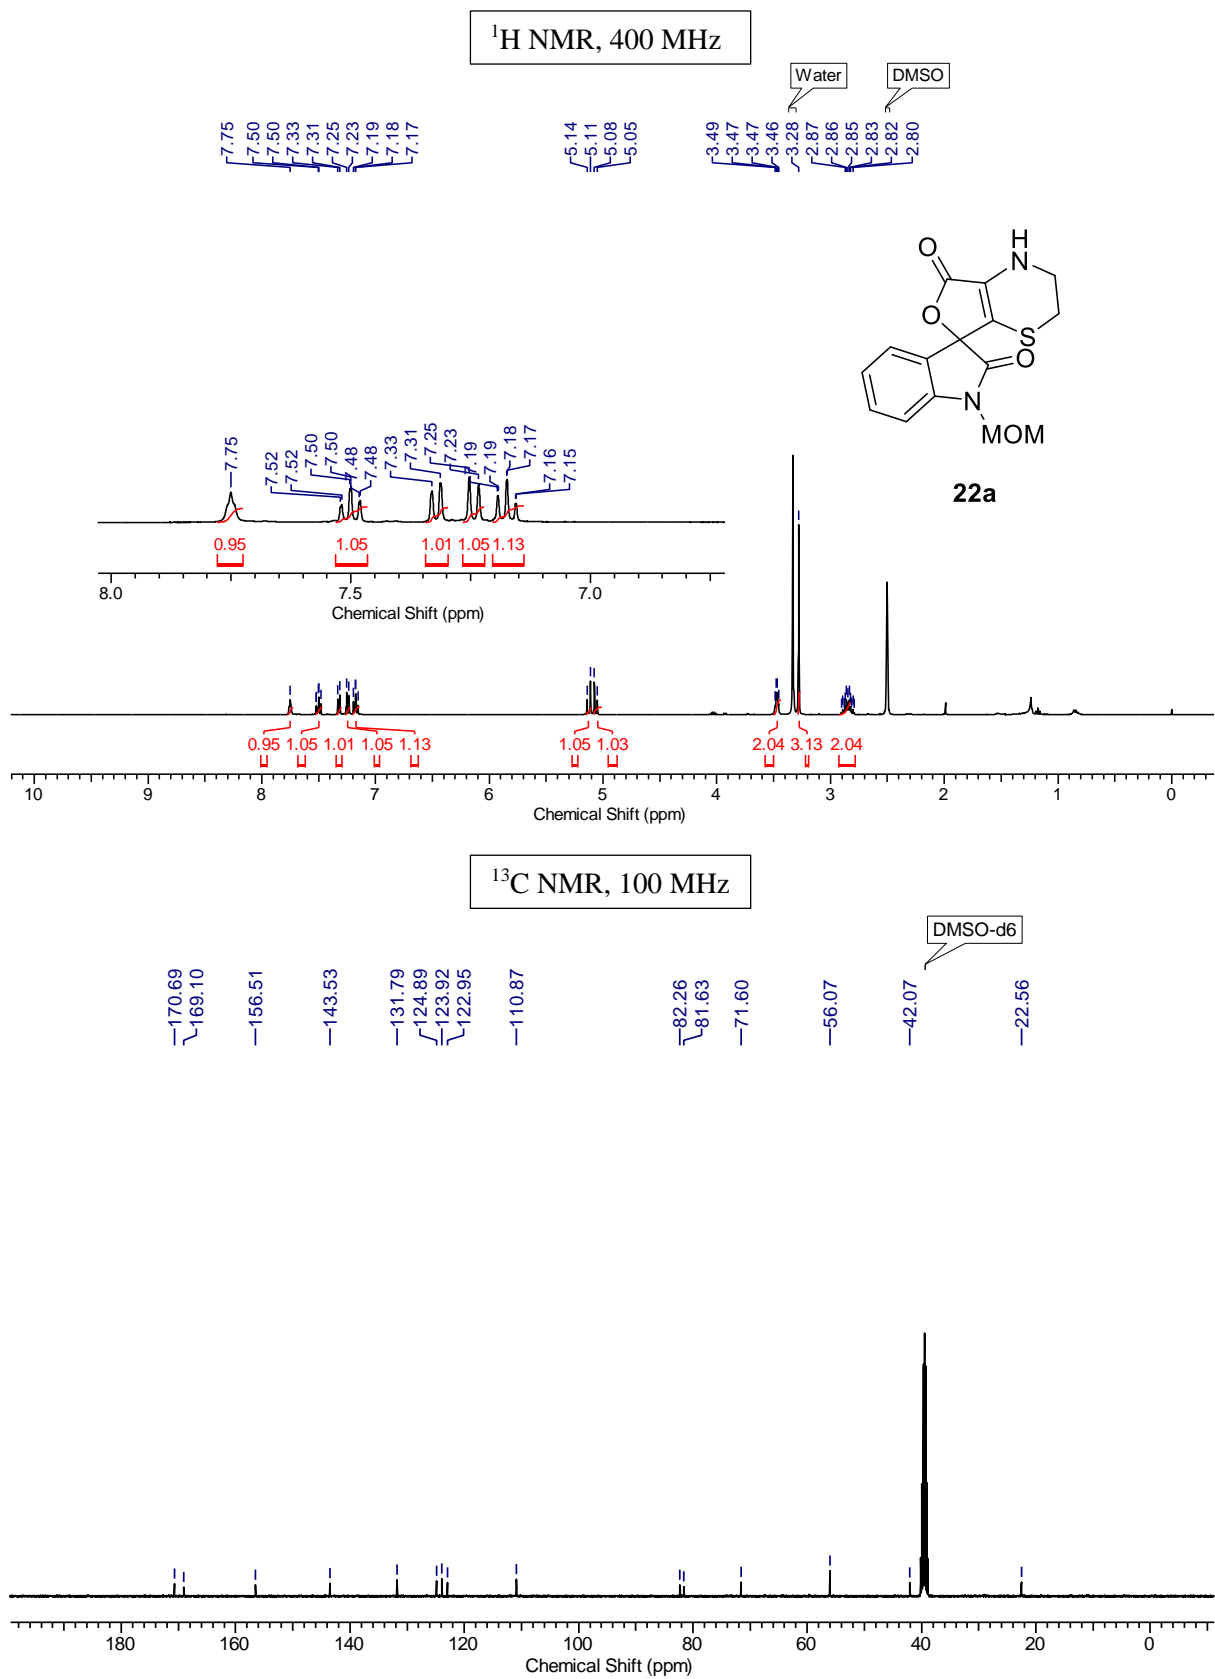 ¹H NMR, 400 MHz
Water
DMSO
7.75 7.50 7.50 7.33 7.31 7.25 7.23 7.19 7.18 7.17
5.14 5.11 5.08 5.05
3.49 3.47 3.47 3.46 3.28 2.87 2.86 2.85 2.83 2.82 2.80
O
H
N
O
S
O
N
MOM
22a
7.75 7.52 7.52 7.50 7.50 7.48 7.48 7.33 7.31 7.25 7.23 7.19 7.19 7.18 7.17 7.16 7.15
0.95 1.05 1.01 1.05 1.13
8.0 7.5 7.0
Chemical Shift (ppm)
0.95 1.05 1.01 1.05 1.13 1.05 1.03 2.04 3.13 2.04
10 9 8 7 6 5 4 3 2 1 0
Chemical Shift (ppm)
¹³C NMR, 100 MHz
DMSO-d6
170.69 169.10 156.51 143.53 131.79 124.89 123.92 122.95 110.87 82.26 81.63 71.60 56.07 42.07 22.56
180 160 140 120 100 80 60 40 20 0
Chemical Shift (ppm)